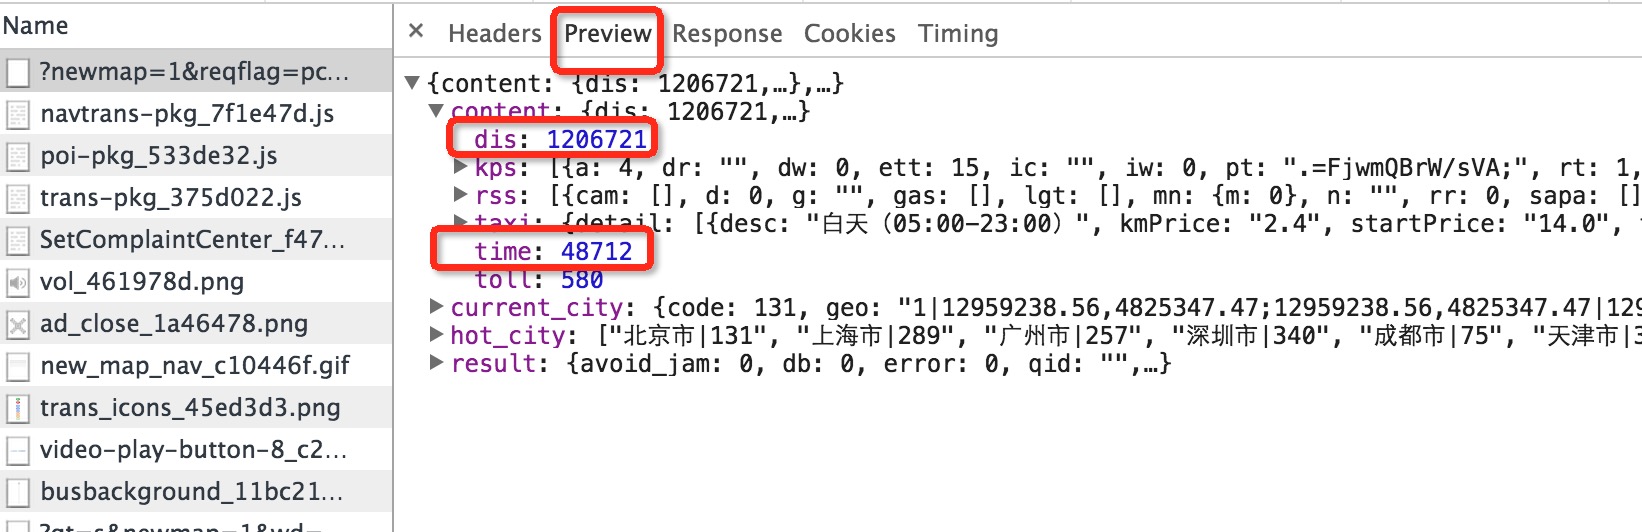 Name
?newmap=1&reqflag=pc...
navtrans-pkg_7f1e47d.js
poi-pkg_533de32.js
trans-pkg_375d022.js
SetComplaintCenter_f47...
vol_461978d.png
ad_close_1a46478.png
new_map_nav_c10446f.gif
trans_icons_45ed3d3.png
video-play-button-8_c2...
busbackground_11bc21...
?qt=s&newmap=1&wd=
× Headers Preview Response Cookies Timing
▼{content: {dis: 1206721,…},…}
▼content: {dis: 1206721,…}
dis: 1206721
▶kps: [{a: 4, dr: "", dw: 0, ett: 15, ic: "", iw: 0, pt: ".=FjwmQBrW/sVA;", rt: 1,
▶rss: [{cam: [], d: 0, g: "", gas: [], lgt: [], mn: {m: 0}, n: "", rr: 0, sapa: []
▶taxi: {detail: [{desc: "白天（05:00-23:00）", kmPrice: "2.4", startPrice: "14.0",
time: 48712
toll: 580
▶current_city: {code: 131, geo: "1|12959238.56,4825347.47;12959238.56,4825347.47|129
▶hot_city: ["北京市|131", "上海市|289", "广州市|257", "深圳市|340", "成都市|75", "天津市|3
▶result: {avoid_jam: 0, db: 0, error: 0, qid: "",…}